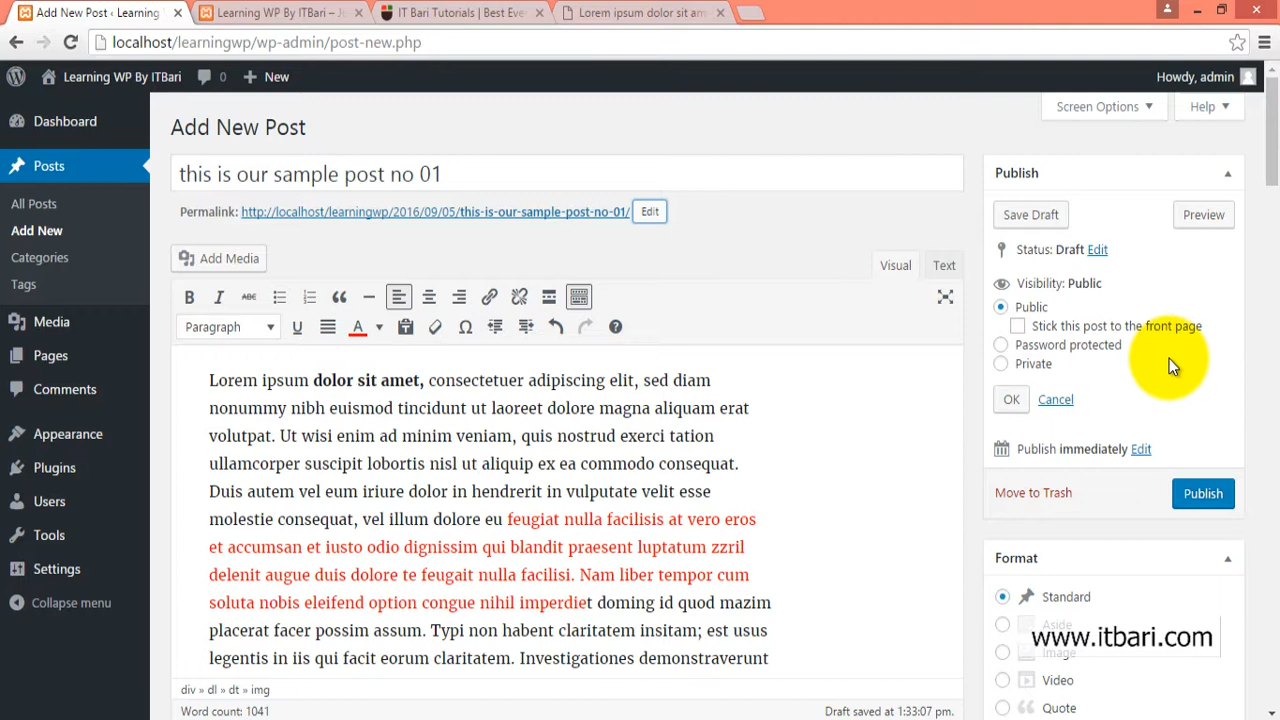 Add New Post ‹ Learning
Learning WP By ITBari – Ju
IT Bari Tutorials | Best Eve
Lorem ipsum dolor sit am
localhost/learningwp/wp-admin/post-new.php
Learning WP By ITBari
0
New
Howdy, admin
Screen Options
Help
Dashboard
Posts
All Posts
Add New
Categories
Tags
Media
Pages
Comments
Appearance
Plugins
Users
Tools
Settings
Collapse menu
Add New Post
this is our sample post no 01
Permalink: http://localhost/learningwp/2016/09/05/this-is-our-sample-post-no-01/ Edit
Add Media
Visual
Text
B I ABC
Paragraph
U A
Lorem ipsum dolor sit amet, consectetuer adipiscing elit, sed diam
nonummy nibh euismod tincidunt ut laoreet dolore magna aliquam erat
volutpat. Ut wisi enim ad minim veniam, quis nostrud exerci tation
ullamcorper suscipit lobortis nisl ut aliquip ex ea commodo consequat.
Duis autem vel eum iriure dolor in hendrerit in vulputate velit esse
molestie consequat, vel illum dolore eu feugiat nulla facilisis at vero eros
et accumsan et iusto odio dignissim qui blandit praesent luptatum zzril
delenit augue duis dolore te feugait nulla facilisi. Nam liber tempor cum
soluta nobis eleifend option congue nihil imperdiet doming id quod mazim
placerat facer possim assum. Typi non habent claritatem insitam; est usus
legentis in iis qui facit eorum claritatem. Investigationes demonstraverunt
div » dl » dt » img
Word count: 1041
Draft saved at 1:33:07 pm.
Publish
Save Draft
Preview
Status: Draft Edit
Visibility: Public
Public
Stick this post to the front page
Password protected
Private
OK
Cancel
Publish immediately Edit
Move to Trash
Publish
Format
Standard
Aside
www.itbari.com
Image
Video
Quote